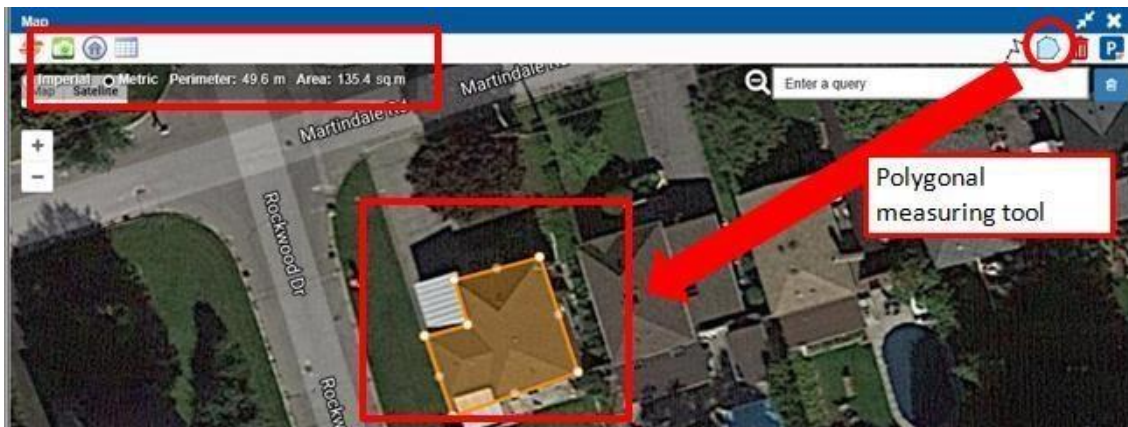 Map
P
Imperial Metric Perimeter: 49.6 m Area: 135.4 sq m
Map Satellite
Enter a query
+
−
Martindale Rd
Martindale
Rockwood Dr
Polygonal
measuring tool